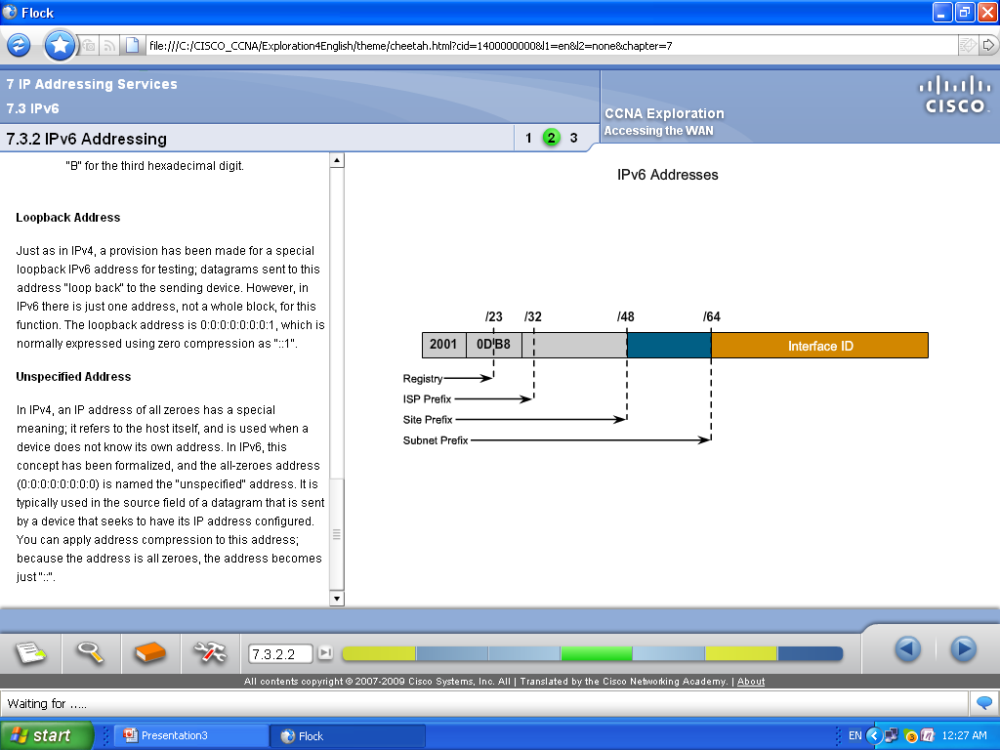 Flock
file:///C:/CISCO_CCNA/Exploration4English/theme/cheetah.html?cid=1400000000&l1=en&l2=none&chapter=7
7 IP Addressing Services
7.3 IPv6
CCNA Exploration
Accessing the WAN
CISCO
7.3.2 IPv6 Addressing
1 2 3
"B" for the third hexadecimal digit.
Loopback Address
Just as in IPv4, a provision has been made for a special
loopback IPv6 address for testing; datagrams sent to this
address "loop back" to the sending device. However, in
IPv6 there is just one address, not a whole block, for this
function. The loopback address is 0:0:0:0:0:0:0:1, which is
normally expressed using zero compression as "::1".
Unspecified Address
In IPv4, an IP address of all zeroes has a special
meaning; it refers to the host itself, and is used when a
device does not know its own address. In IPv6, this
concept has been formalized, and the all-zeroes address
(0:0:0:0:0:0:0:0) is named the "unspecified" address. It is
typically used in the source field of a datagram that is sent
by a device that seeks to have its IP address configured.
You can apply address compression to this address;
because the address is all zeroes, the address becomes
just "::".
IPv6 Addresses
/23 /32 /48 /64
2001 0DB8 Interface ID
Registry
ISP Prefix
Site Prefix
Subnet Prefix
7.3.2.2
All contents copyright © 2007-2009 Cisco Systems, Inc. All | Translated by the Cisco Networking Academy. | About
Waiting for .....
start Presentation3 Flock EN 12:27 AM